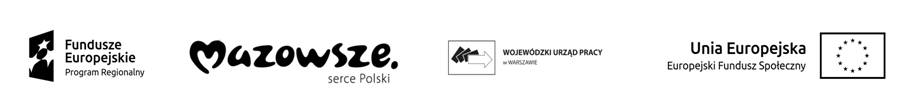 Fundusze
Europejskie
Program Regionalny
Mazowsze.
serce Polski
WOJEWÓDZKI URZĄD PRACY
w WARSZAWIE
Unia Europejska
Europejski Fundusz Społeczny